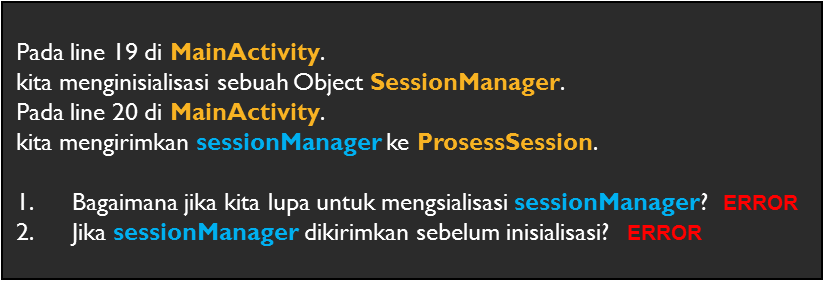 Pada line 19 di MainActivity.
kita menginisialisasi sebuah Object SessionManager.
Pada line 20 di MainActivity.
kita mengirimkan sessionManager ke ProsessSession.
1. Bagaimana jika kita lupa untuk mengsialisasi sessionManager? ERROR
2. Jika sessionManager dikirimkan sebelum inisialisasi? ERROR